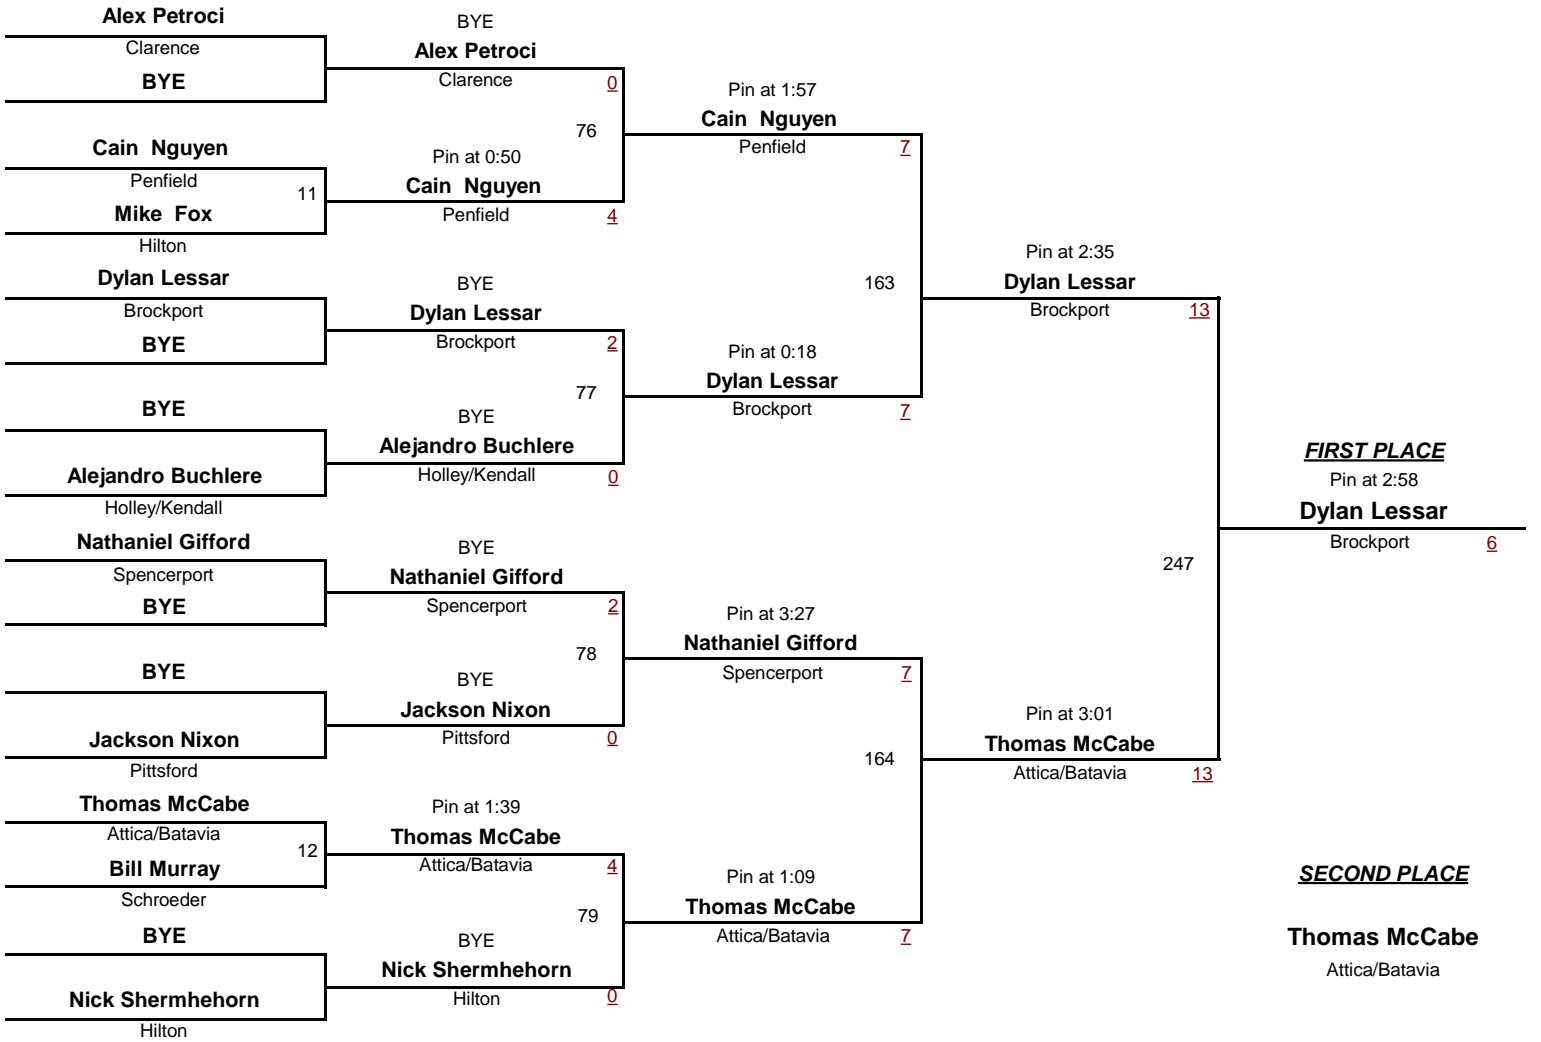 Alex Petroci
Clarence
BYE
Cain  Nguyen
Penfield
11
Mike  Fox
Hilton
Dylan Lessar
Brockport
BYE
BYE
Alejandro Buchlere
Holley/Kendall
Nathaniel Gifford
Spencerport
BYE
BYE
Jackson Nixon
Pittsford
Thomas McCabe
Attica/Batavia
12
Bill Murray
Schroeder
BYE
Nick Shermhehorn
Hilton
BYE
Alex Petroci
Clarence
0
76
Pin at 0:50
Cain  Nguyen
Penfield
4
BYE
Dylan Lessar
Brockport
2
77
BYE
Alejandro Buchlere
Holley/Kendall
0
BYE
Nathaniel Gifford
Spencerport
2
78
BYE
Jackson Nixon
Pittsford
0
Pin at 1:39
Thomas McCabe
Attica/Batavia
4
79
BYE
Nick Shermhehorn
Hilton
0
Pin at 1:57
Cain  Nguyen
Penfield
7
163
Pin at 0:18
Dylan Lessar
Brockport
7
Pin at 3:27
Nathaniel Gifford
Spencerport
7
164
Pin at 1:09
Thomas McCabe
Attica/Batavia
7
Pin at 2:35
Dylan Lessar
Brockport
13
247
Pin at 3:01
Thomas McCabe
Attica/Batavia
13
FIRST PLACE
Pin at 2:58
Dylan Lessar
Brockport
6
SECOND PLACE
Thomas McCabe
Attica/Batavia